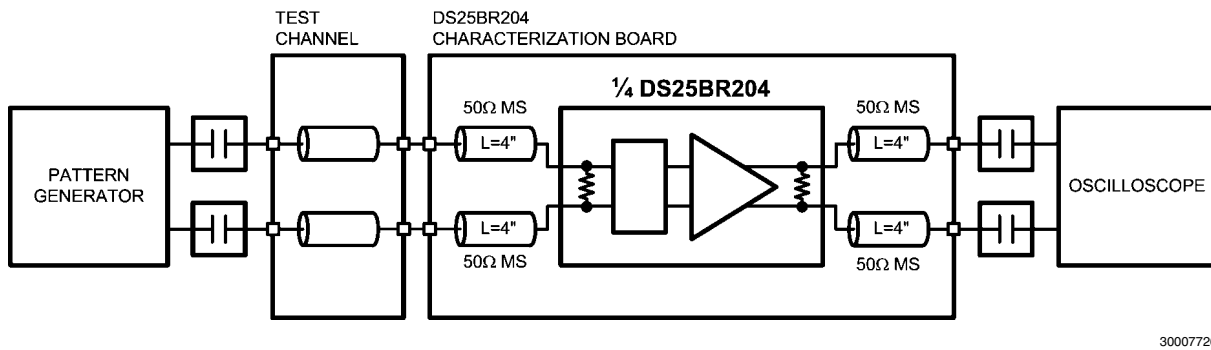 TEST
CHANNEL
DS25BR204
CHARACTERIZATION BOARD
¼ DS25BR204
50Ω MS
50Ω MS
L=4"
L=4"
PATTERN
GENERATOR
OSCILLOSCOPE
L=4"
L=4"
50Ω MS
50Ω MS
3000772